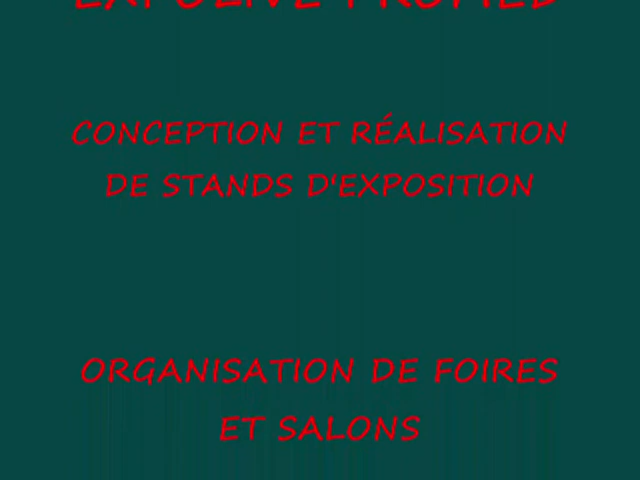 CONCEPTION ET RÉALISATION
DE STANDS D'EXPOSITION
ORGANISATION DE FOIRES
ET SALONS